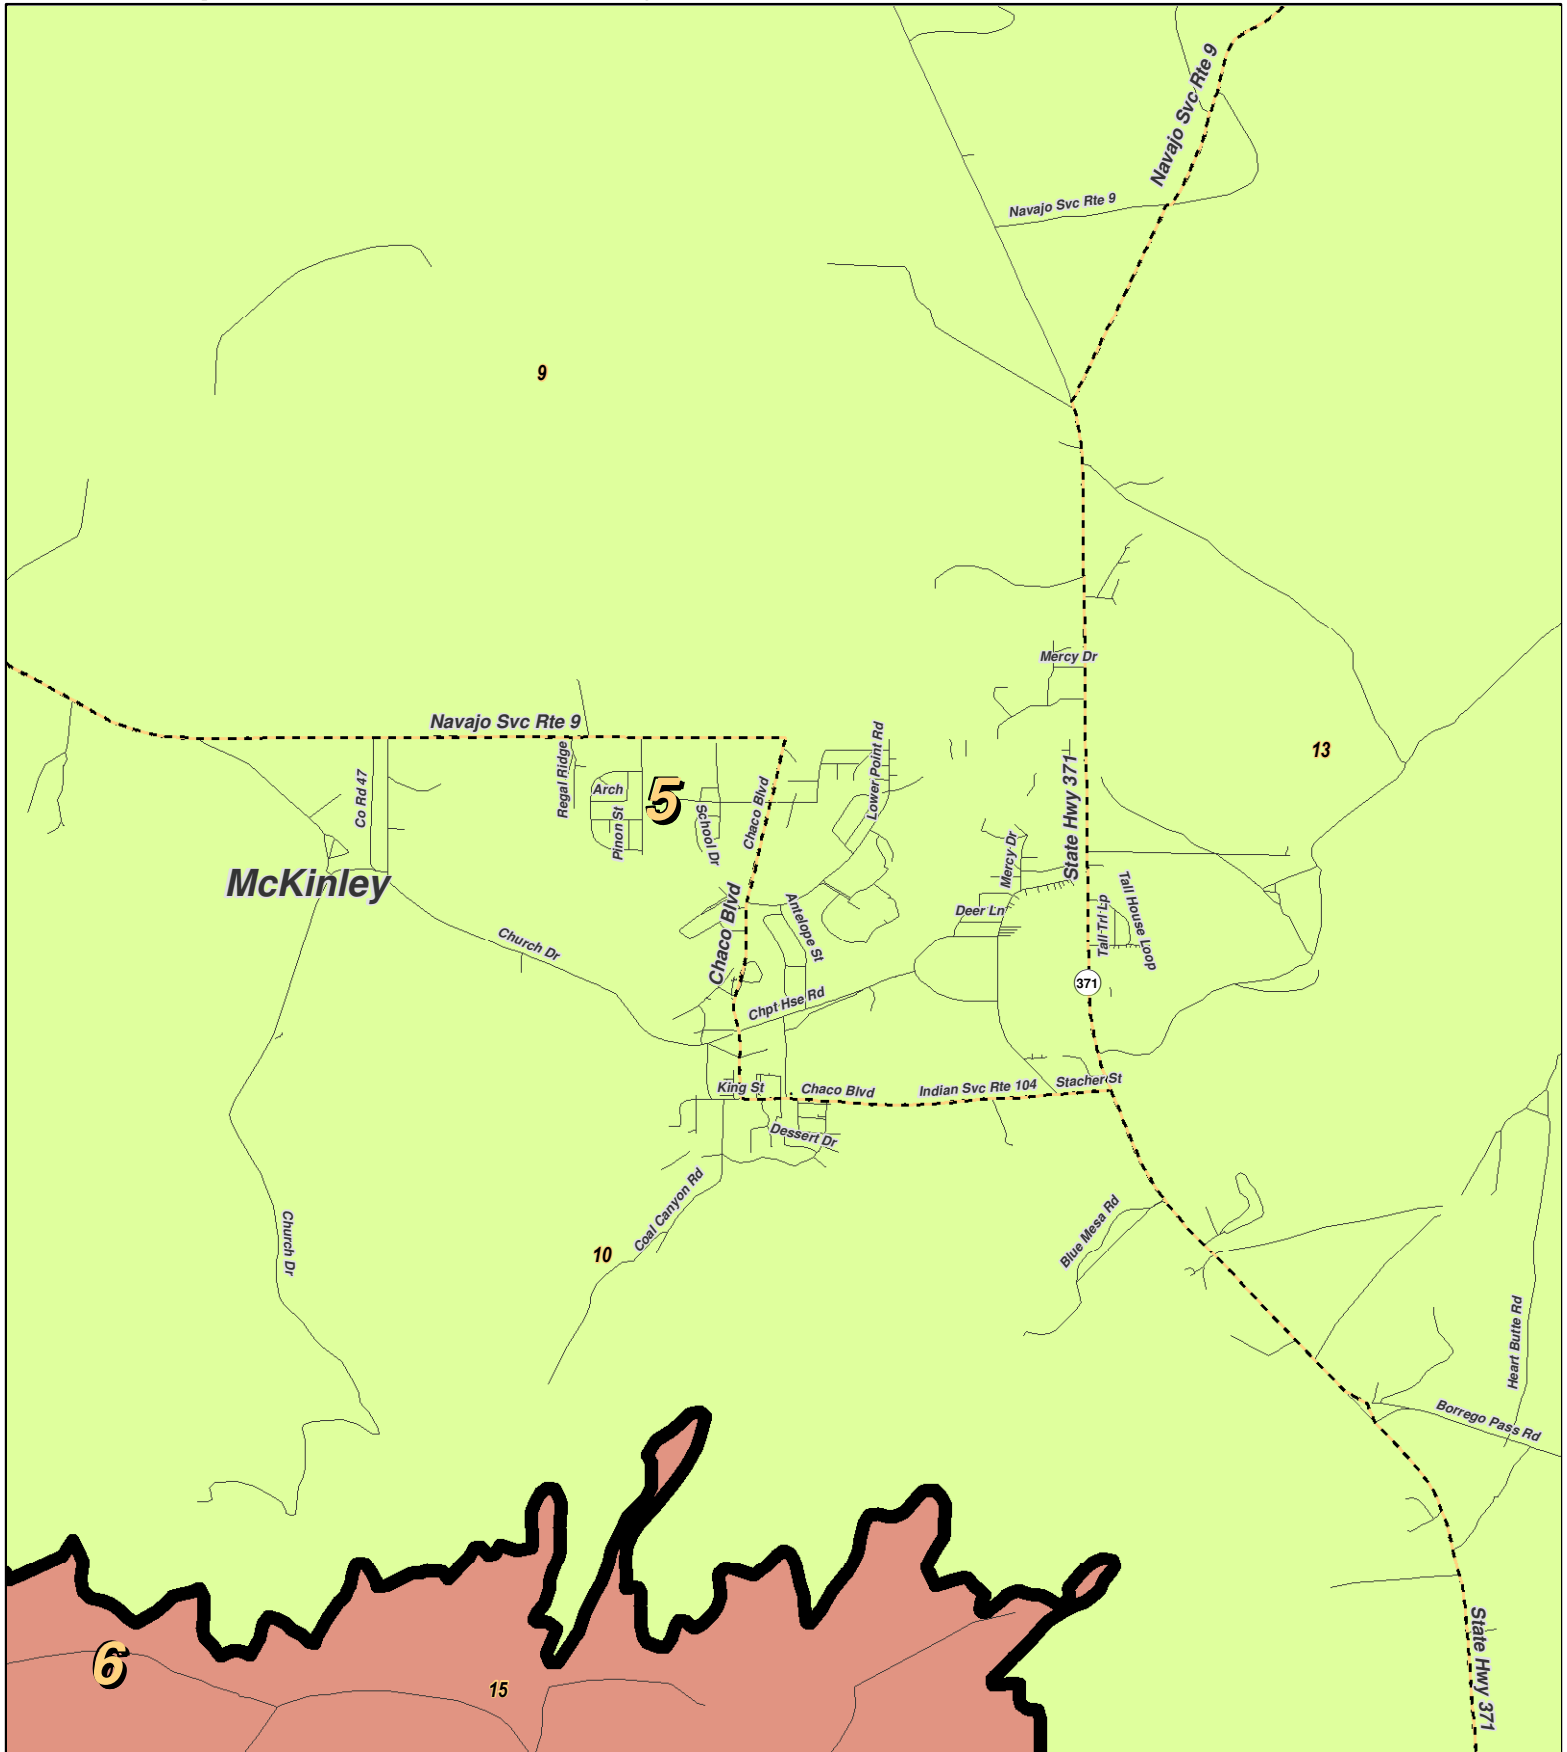 Navajo Svc Rte 9
Navajo Svc Rte 9
9
Mercy Dr
Navajo Svc Rte 9
13
Co Rd 47
Regal Ridge
Arch
Pinon St
5
School Dr
Chaco Blvd
Lower Point Rd
State Hwy 371
Mercy Dr
McKinley
Chaco Blvd
Antelope St
Deer Ln
Tall Trl Lp
Tall House Loop
Church Dr
371
Chpt Hse Rd
King St
Chaco Blvd
Indian Svc Rte 104
Stacher St
Dessert Dr
Coal Canyon Rd
Church Dr
10
Blue Mesa Rd
Heart Butte Rd
Borrego Pass Rd
6
15
State Hwy 371